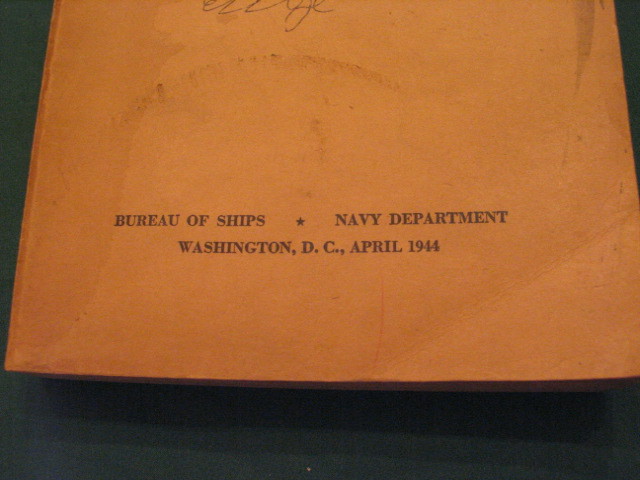 BUREAU OF SHIPS ★ NAVY DEPARTMENT
WASHINGTON, D. C., APRIL 1944